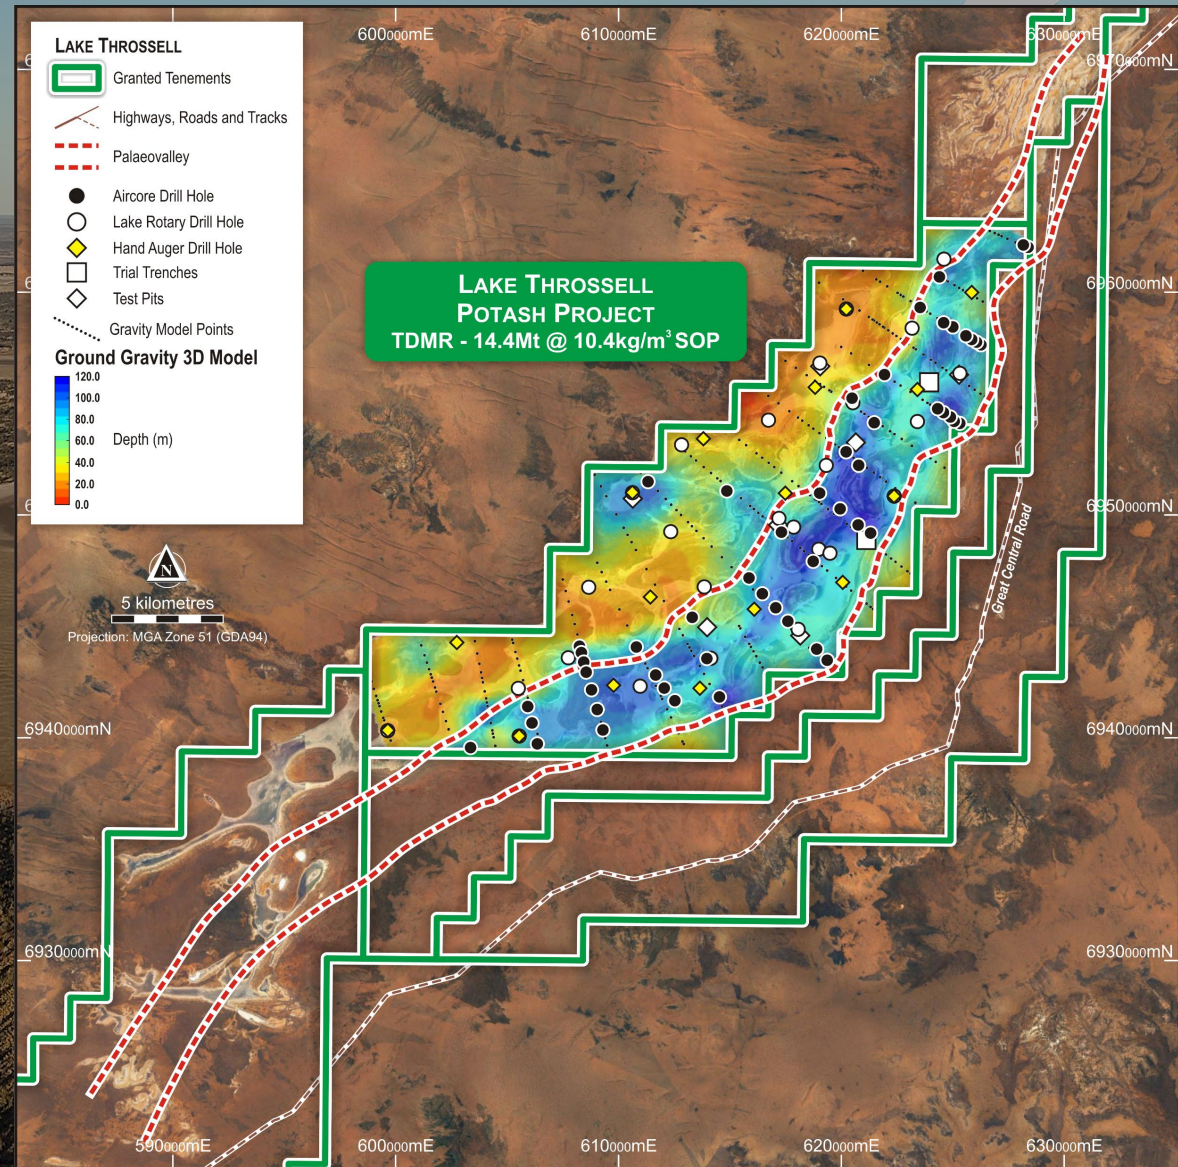 600000mE
610000mE
620000mE
630000mE
LAKE THROSSELL
Granted Tenements
Highways, Roads and Tracks
Palaeovalley
Aircore Drill Hole
Lake Rotary Drill Hole
Hand Auger Drill Hole
Trial Trenches
Test Pits
Gravity Model Points
Ground Gravity 3D Model
120.0
100.0
80.0
60.0
40.0
20.0
0.0
Depth (m)
6970000mN
LAKE THROSSELL
POTASH PROJECT
TDMR - 14.4Mt @ 10.4kg/m³ SOP
6960000mN
6950000mN
Great Central Road
N
5 kilometres
Projection: MGA Zone 51 (GDA94)
6940000mN
6940000mN
6930000mN
6930000mN
590000mE
600000mE
610000mE
620000mE
630000mE